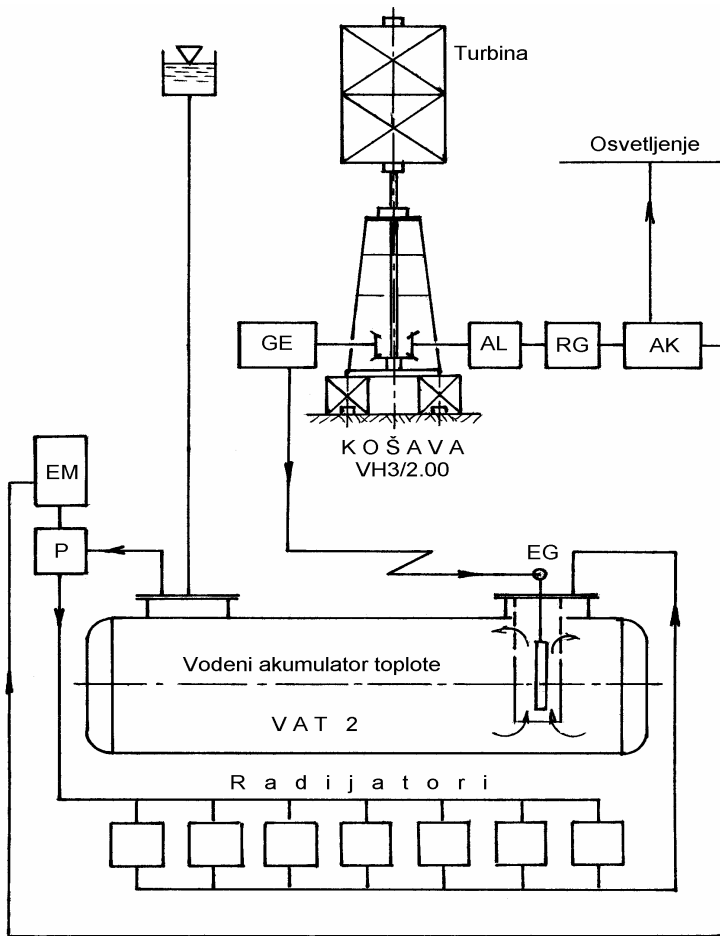 Turbina
Osvetljenje
GE
AL
RG
AK
KOŠAVA
VH3/2.00
EM
P
EG
Vodeni akumulator toplote
VAT 2
Radijatori